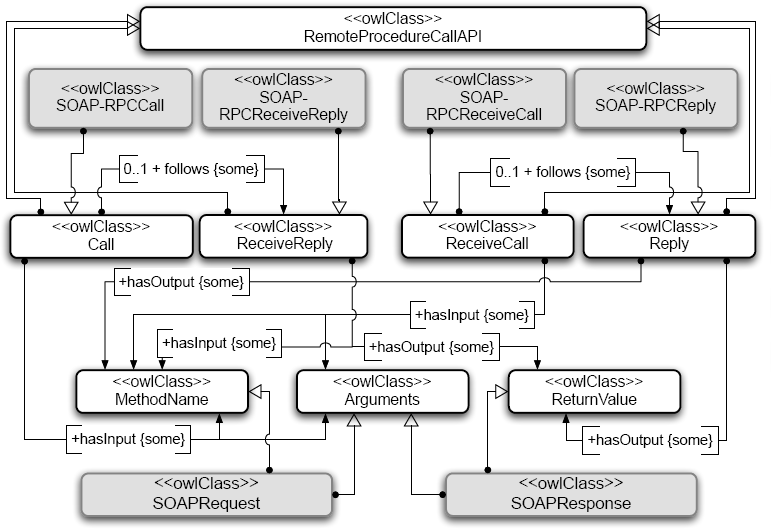 <<owlClass>>
RemoteProcedureCallAPI
<<owlClass>>
SOAP-RPCCall
<<owlClass>>
SOAP-
RPCReceiveReply
<<owlClass>>
SOAP-
RPCReceiveCall
<<owlClass>>
SOAP-RPCReply
0..1 + follows {some}
0..1 + follows {some}
<<owlClass>>
Call
<<owlClass>>
ReceiveReply
<<owlClass>>
ReceiveCall
<<owlClass>>
Reply
+hasOutput {some}
+hasInput {some}
+hasInput {some}
+hasOutput {some}
<<owlClass>>
MethodName
<<owlClass>>
Arguments
<<owlClass>>
ReturnValue
+hasInput {some}
+hasOutput {some}
<<owlClass>>
SOAPRequest
<<owlClass>>
SOAPResponse